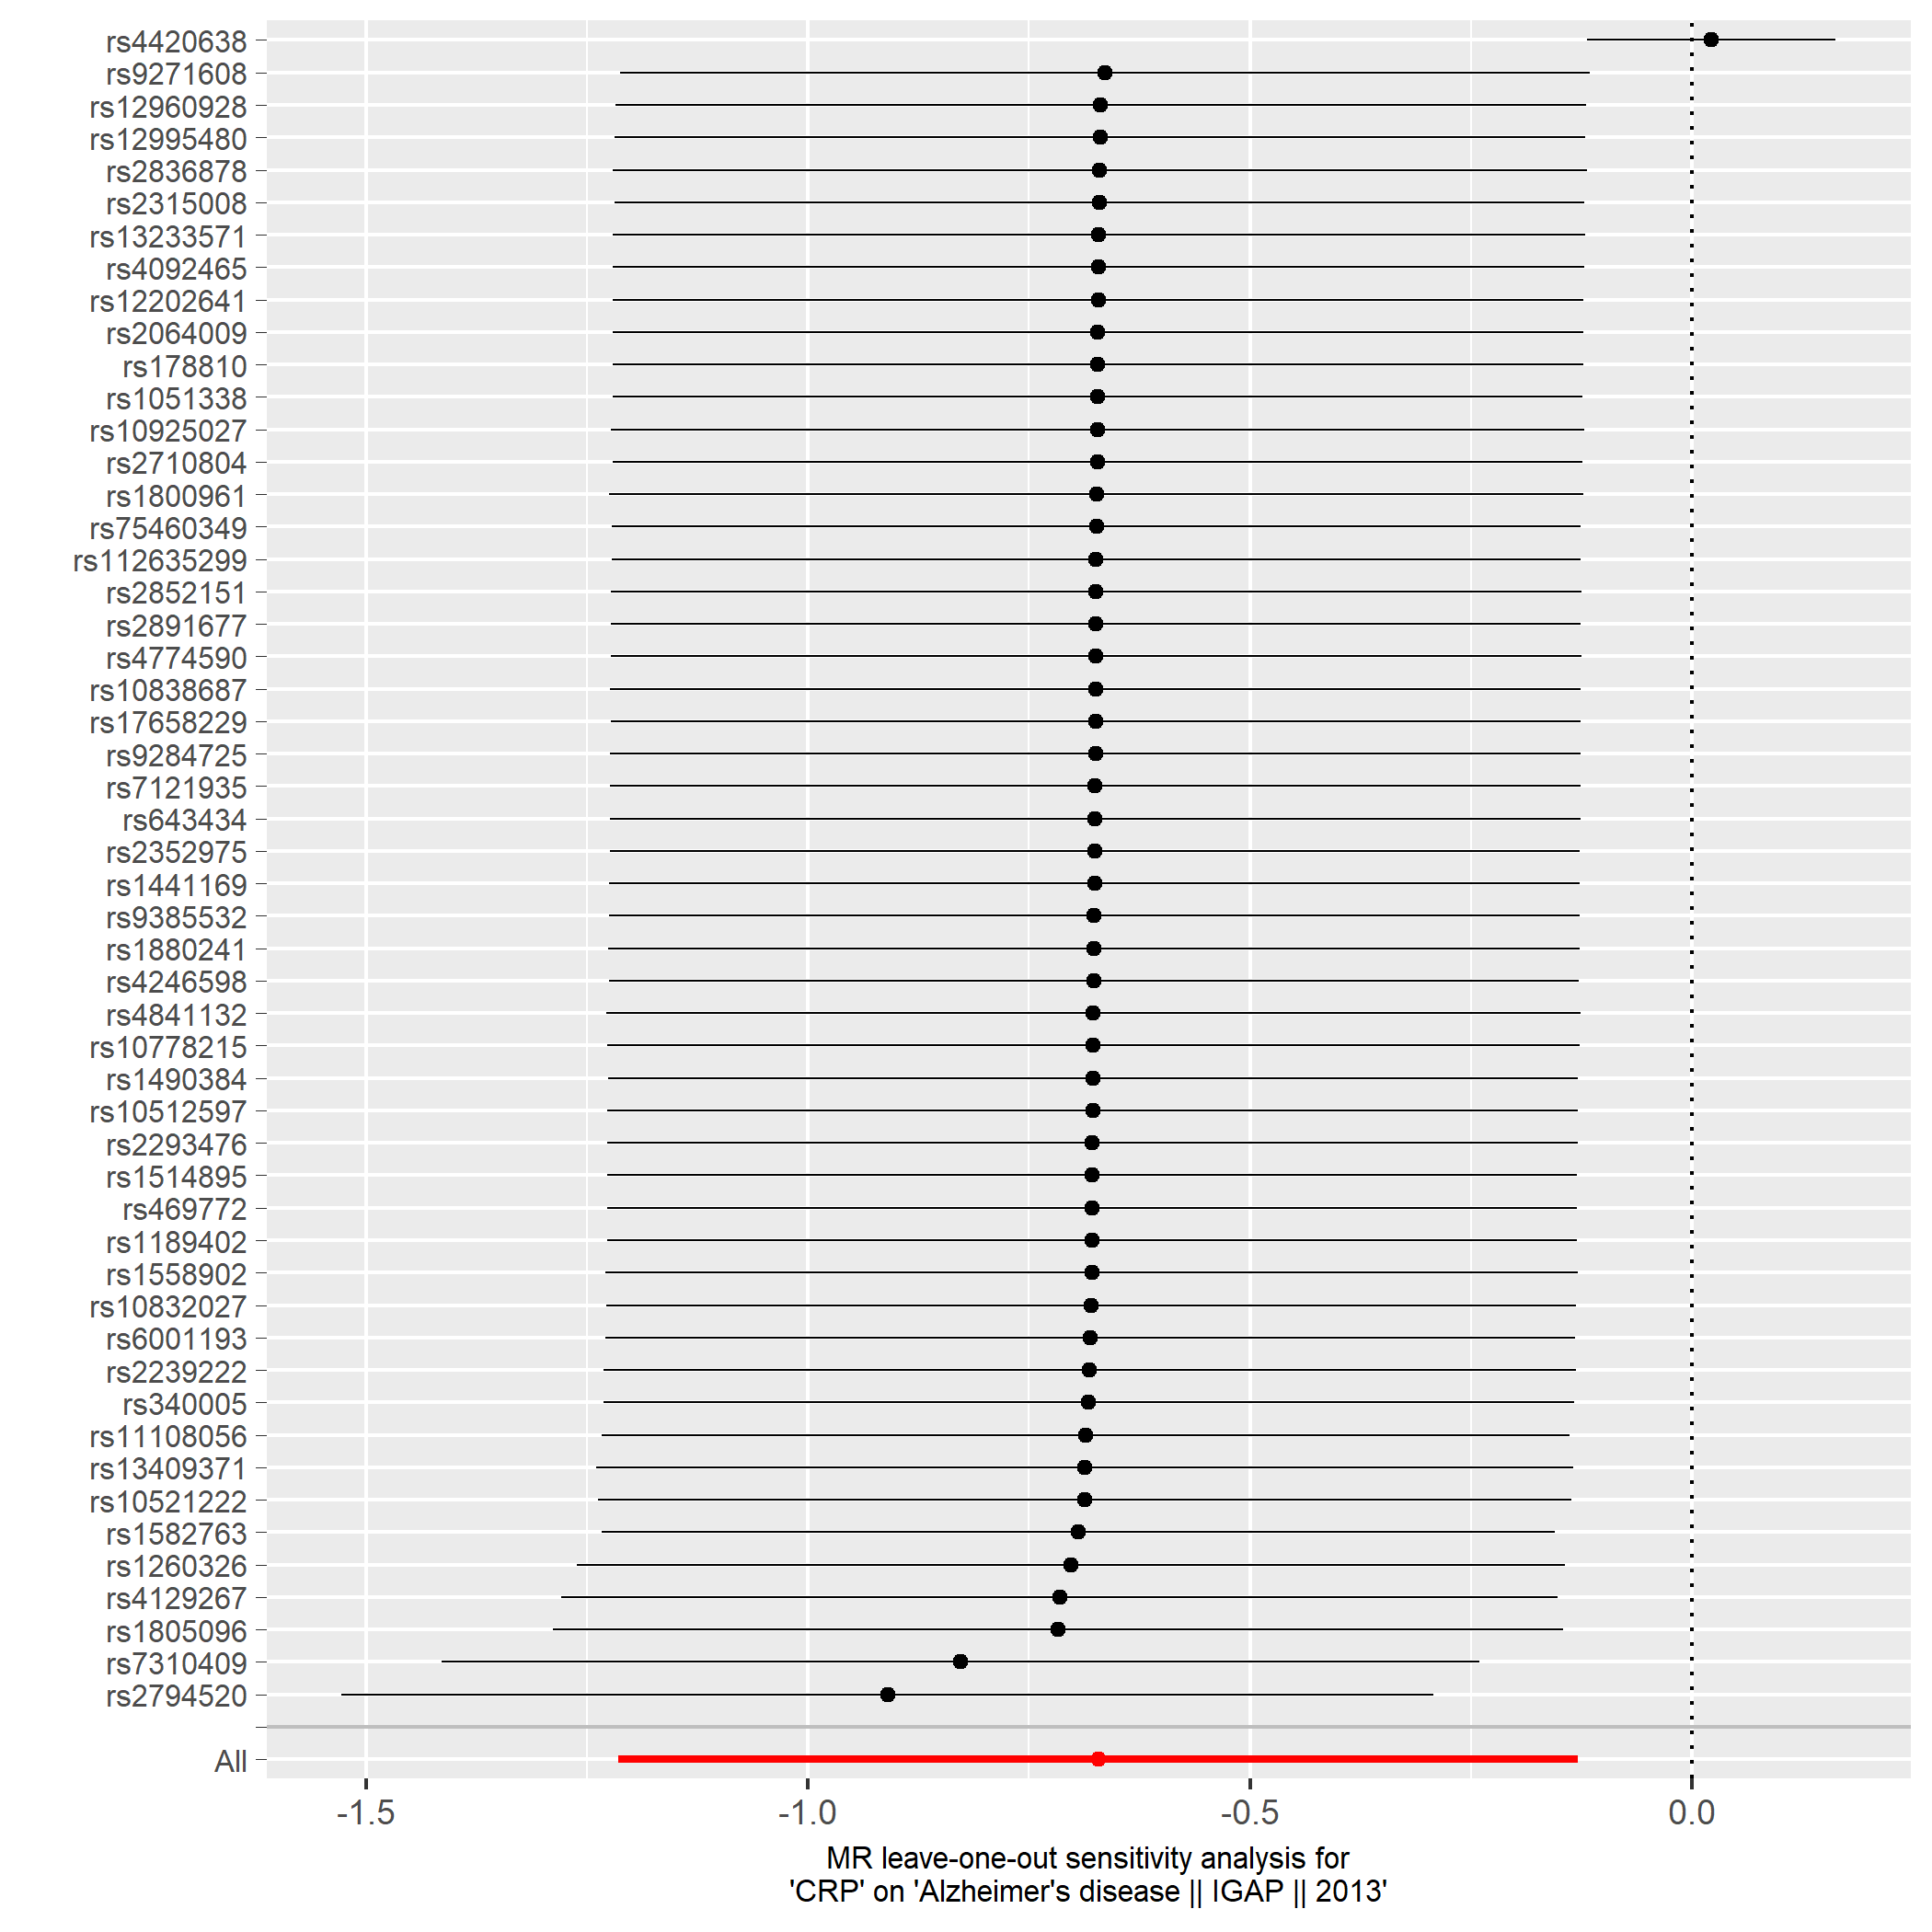 rs4420638
rs9271608
rs12960928
rs12995480
rs2836878
rs2315008
rs13233571
rs4092465
rs12202641
rs2064009
rs178810
rs1051338
rs10925027
rs2710804
rs1800961
rs75460349
rs112635299
rs2852151
rs2891677
rs4774590
rs10838687
rs17658229
rs9284725
rs7121935
rs643434
rs2352975
rs1441169
rs9385532
rs1880241
rs4246598
rs4841132
rs10778215
rs1490384
rs10512597
rs2293476
rs1514895
rs469772
rs1189402
rs1558902
rs10832027
rs6001193
rs2239222
rs340005
rs11108056
rs13409371
rs10521222
rs1582763
rs1260326
rs4129267
rs1805096
rs7310409
rs2794520
All
-1.5 -1.0 -0.5 0.0
MR leave-one-out sensitivity analysis for
'CRP' on 'Alzheimer's disease || IGAP || 2013'